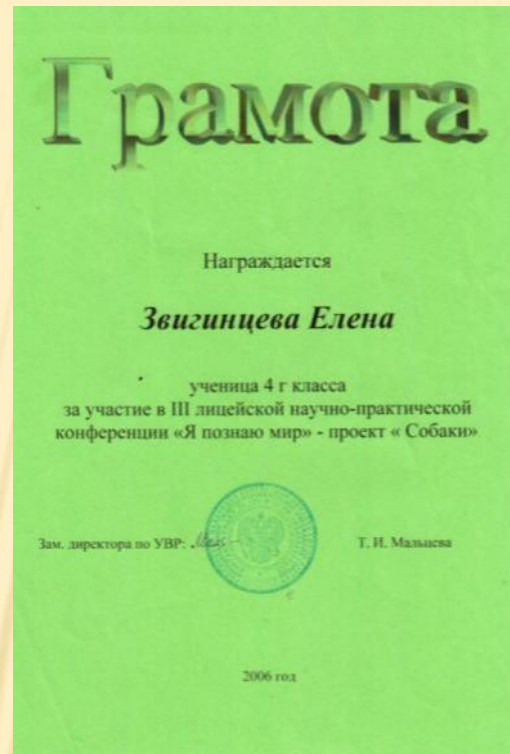 Грамота
Награждается
Звигинцева Елена
ученица 4 г класса
за участие в III лицейской научно-практической
конференции «Я познаю мир» - проект « Собаки»
Зам. директора по УВР:
Т. И. Мальцева
2006 год